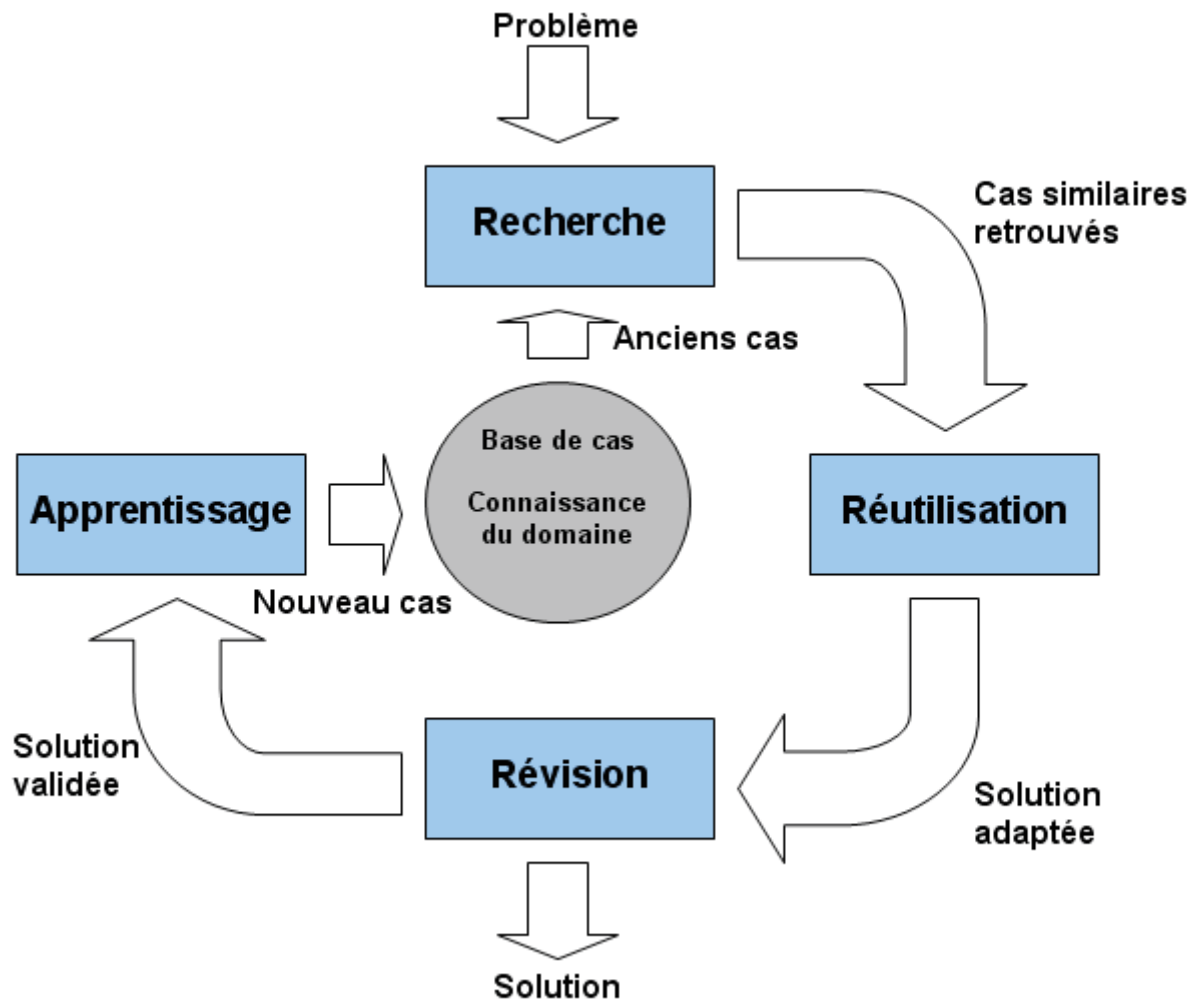 Problème
Recherche
Cas similaires
retrouvés
Anciens cas
Base de cas
Connaissance
du domaine
Apprentissage
Réutilisation
Nouveau cas
Solution
validée
Révision
Solution
adaptée
Solution